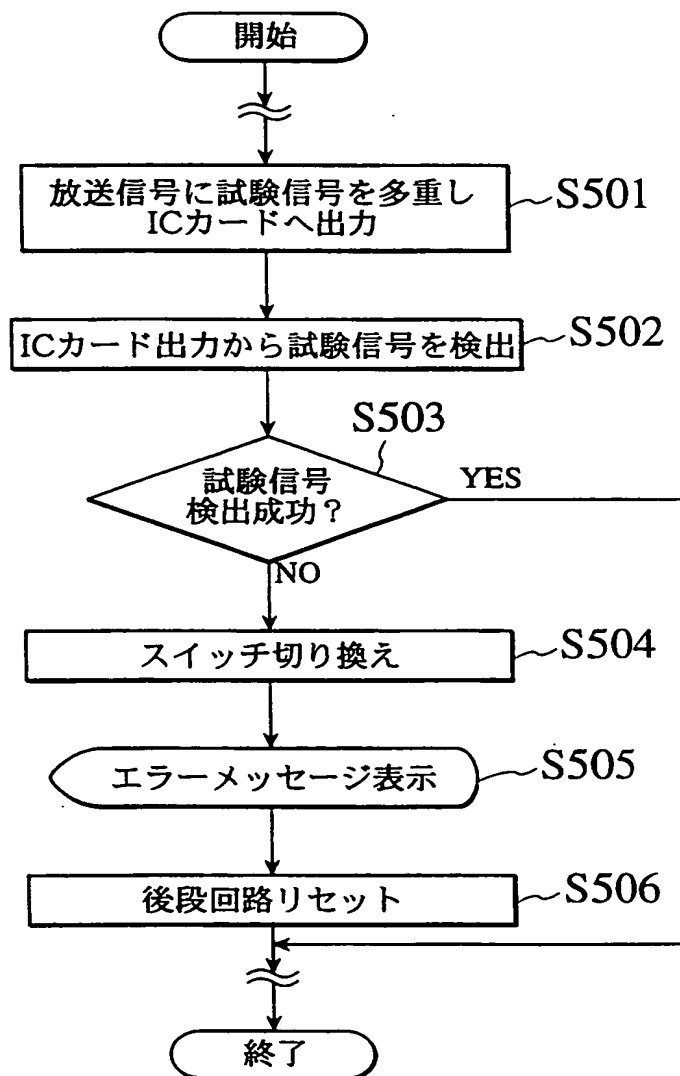 開始
放送信号に試験信号を多重し
ICカードへ出力
S501
ICカード出力から試験信号を検出
S502
S503
試験信号
検出成功？
YES
NO
スイッチ切り換え
S504
エラーメッセージ表示
S505
後段回路リセット
S506
終了